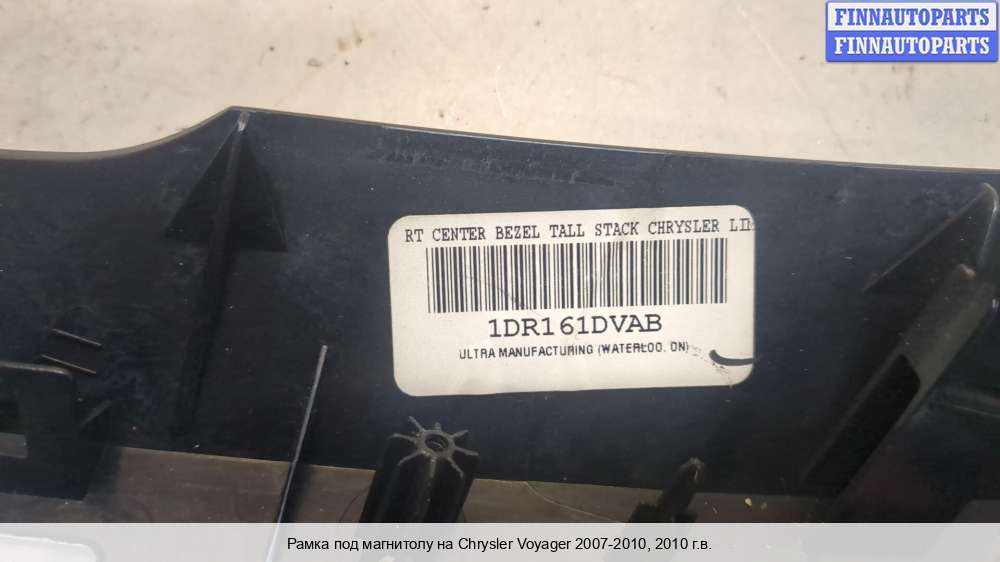 FINNAUTOPARTS
FINNAUTOPARTS
RT CENTER BEZEL TALL STACK CHRYSLER
1DR161DVAB
ULTRA MANUFACTURING (WATERLOO, ON)
Рамка под магнитолу на Chrysler Voyager 2007-2010, 2010 г.в.